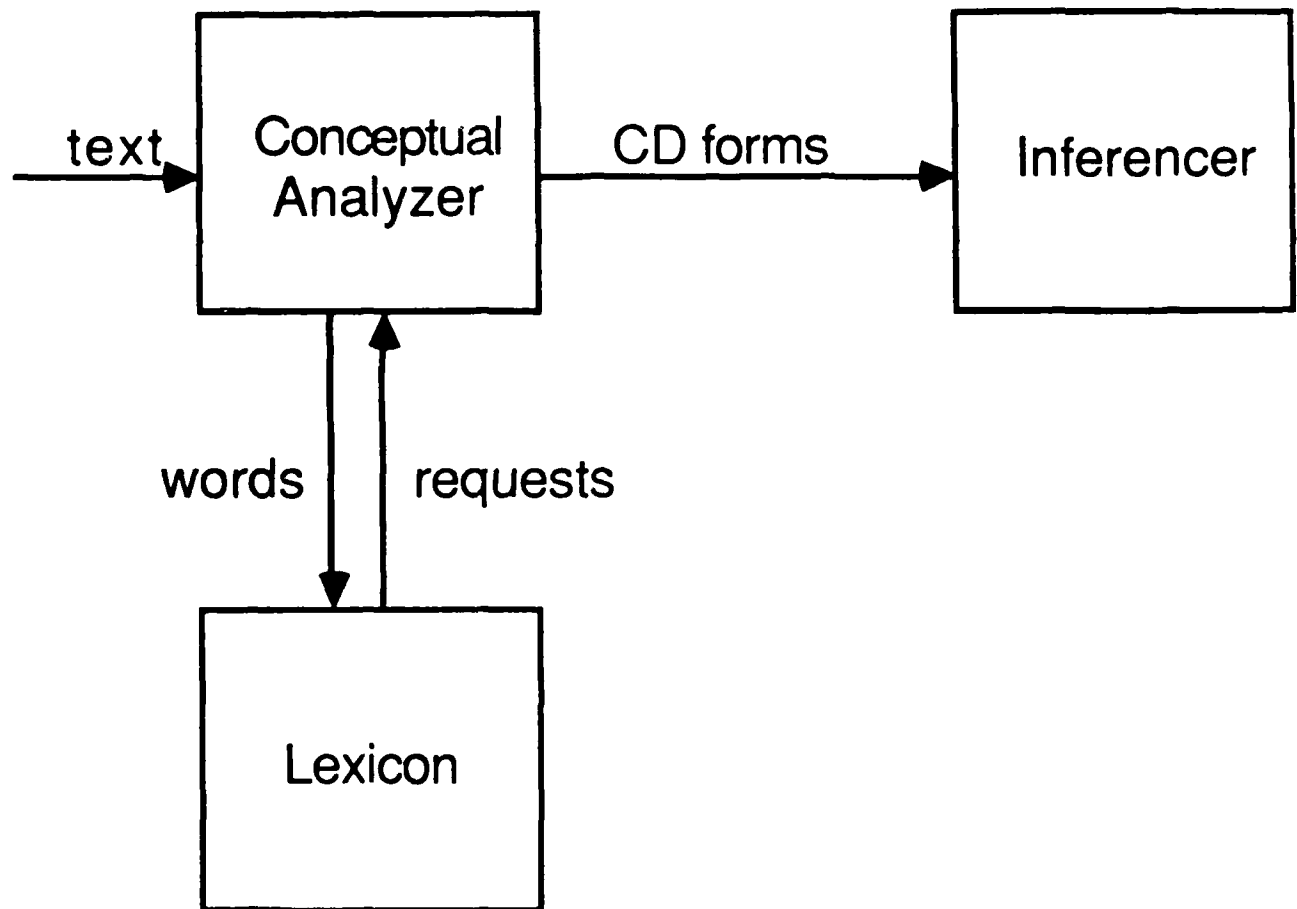 text
Conceptual
Analyzer
CD forms
Inferencer
words
requests
Lexicon